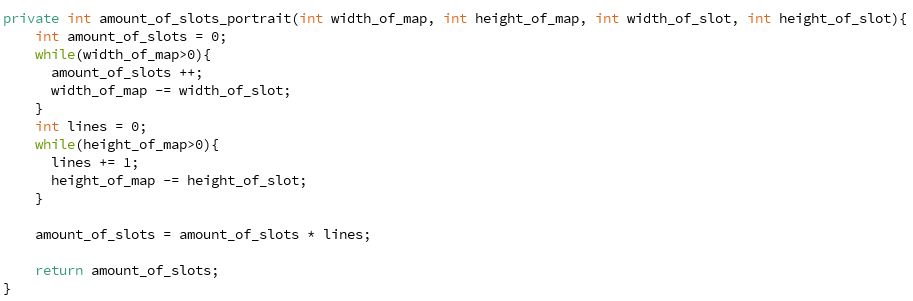 private int amount_of_slots_portrait(int width_of_map, int height_of_map, int width_of_slot, int height_of_slot){
    int amount_of_slots = 0;
    while(width_of_map>0){
      amount_of_slots ++;
      width_of_map -= width_of_slot;
    }
    int lines = 0;
    while(height_of_map>0){
      lines += 1;
      height_of_map -= height_of_slot;
    }

    amount_of_slots = amount_of_slots * lines;

    return amount_of_slots;
}